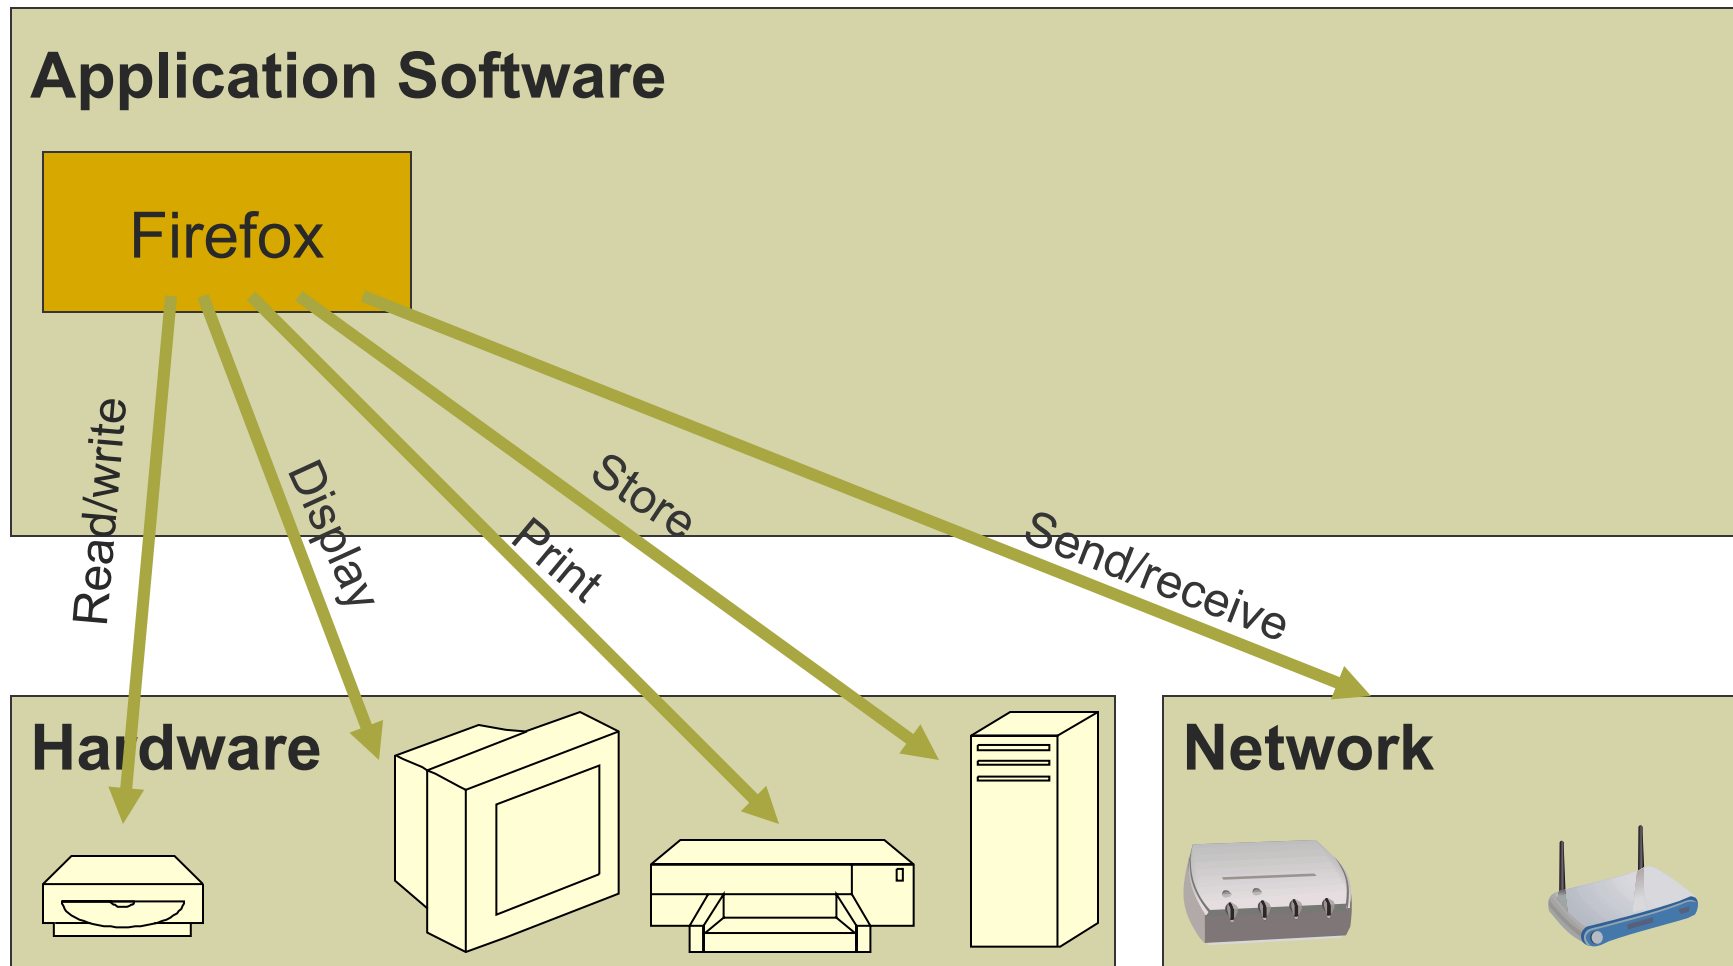 Application Software
Firefox
Read/write
Display
Print
Store
Send/receive
Hardware
Network